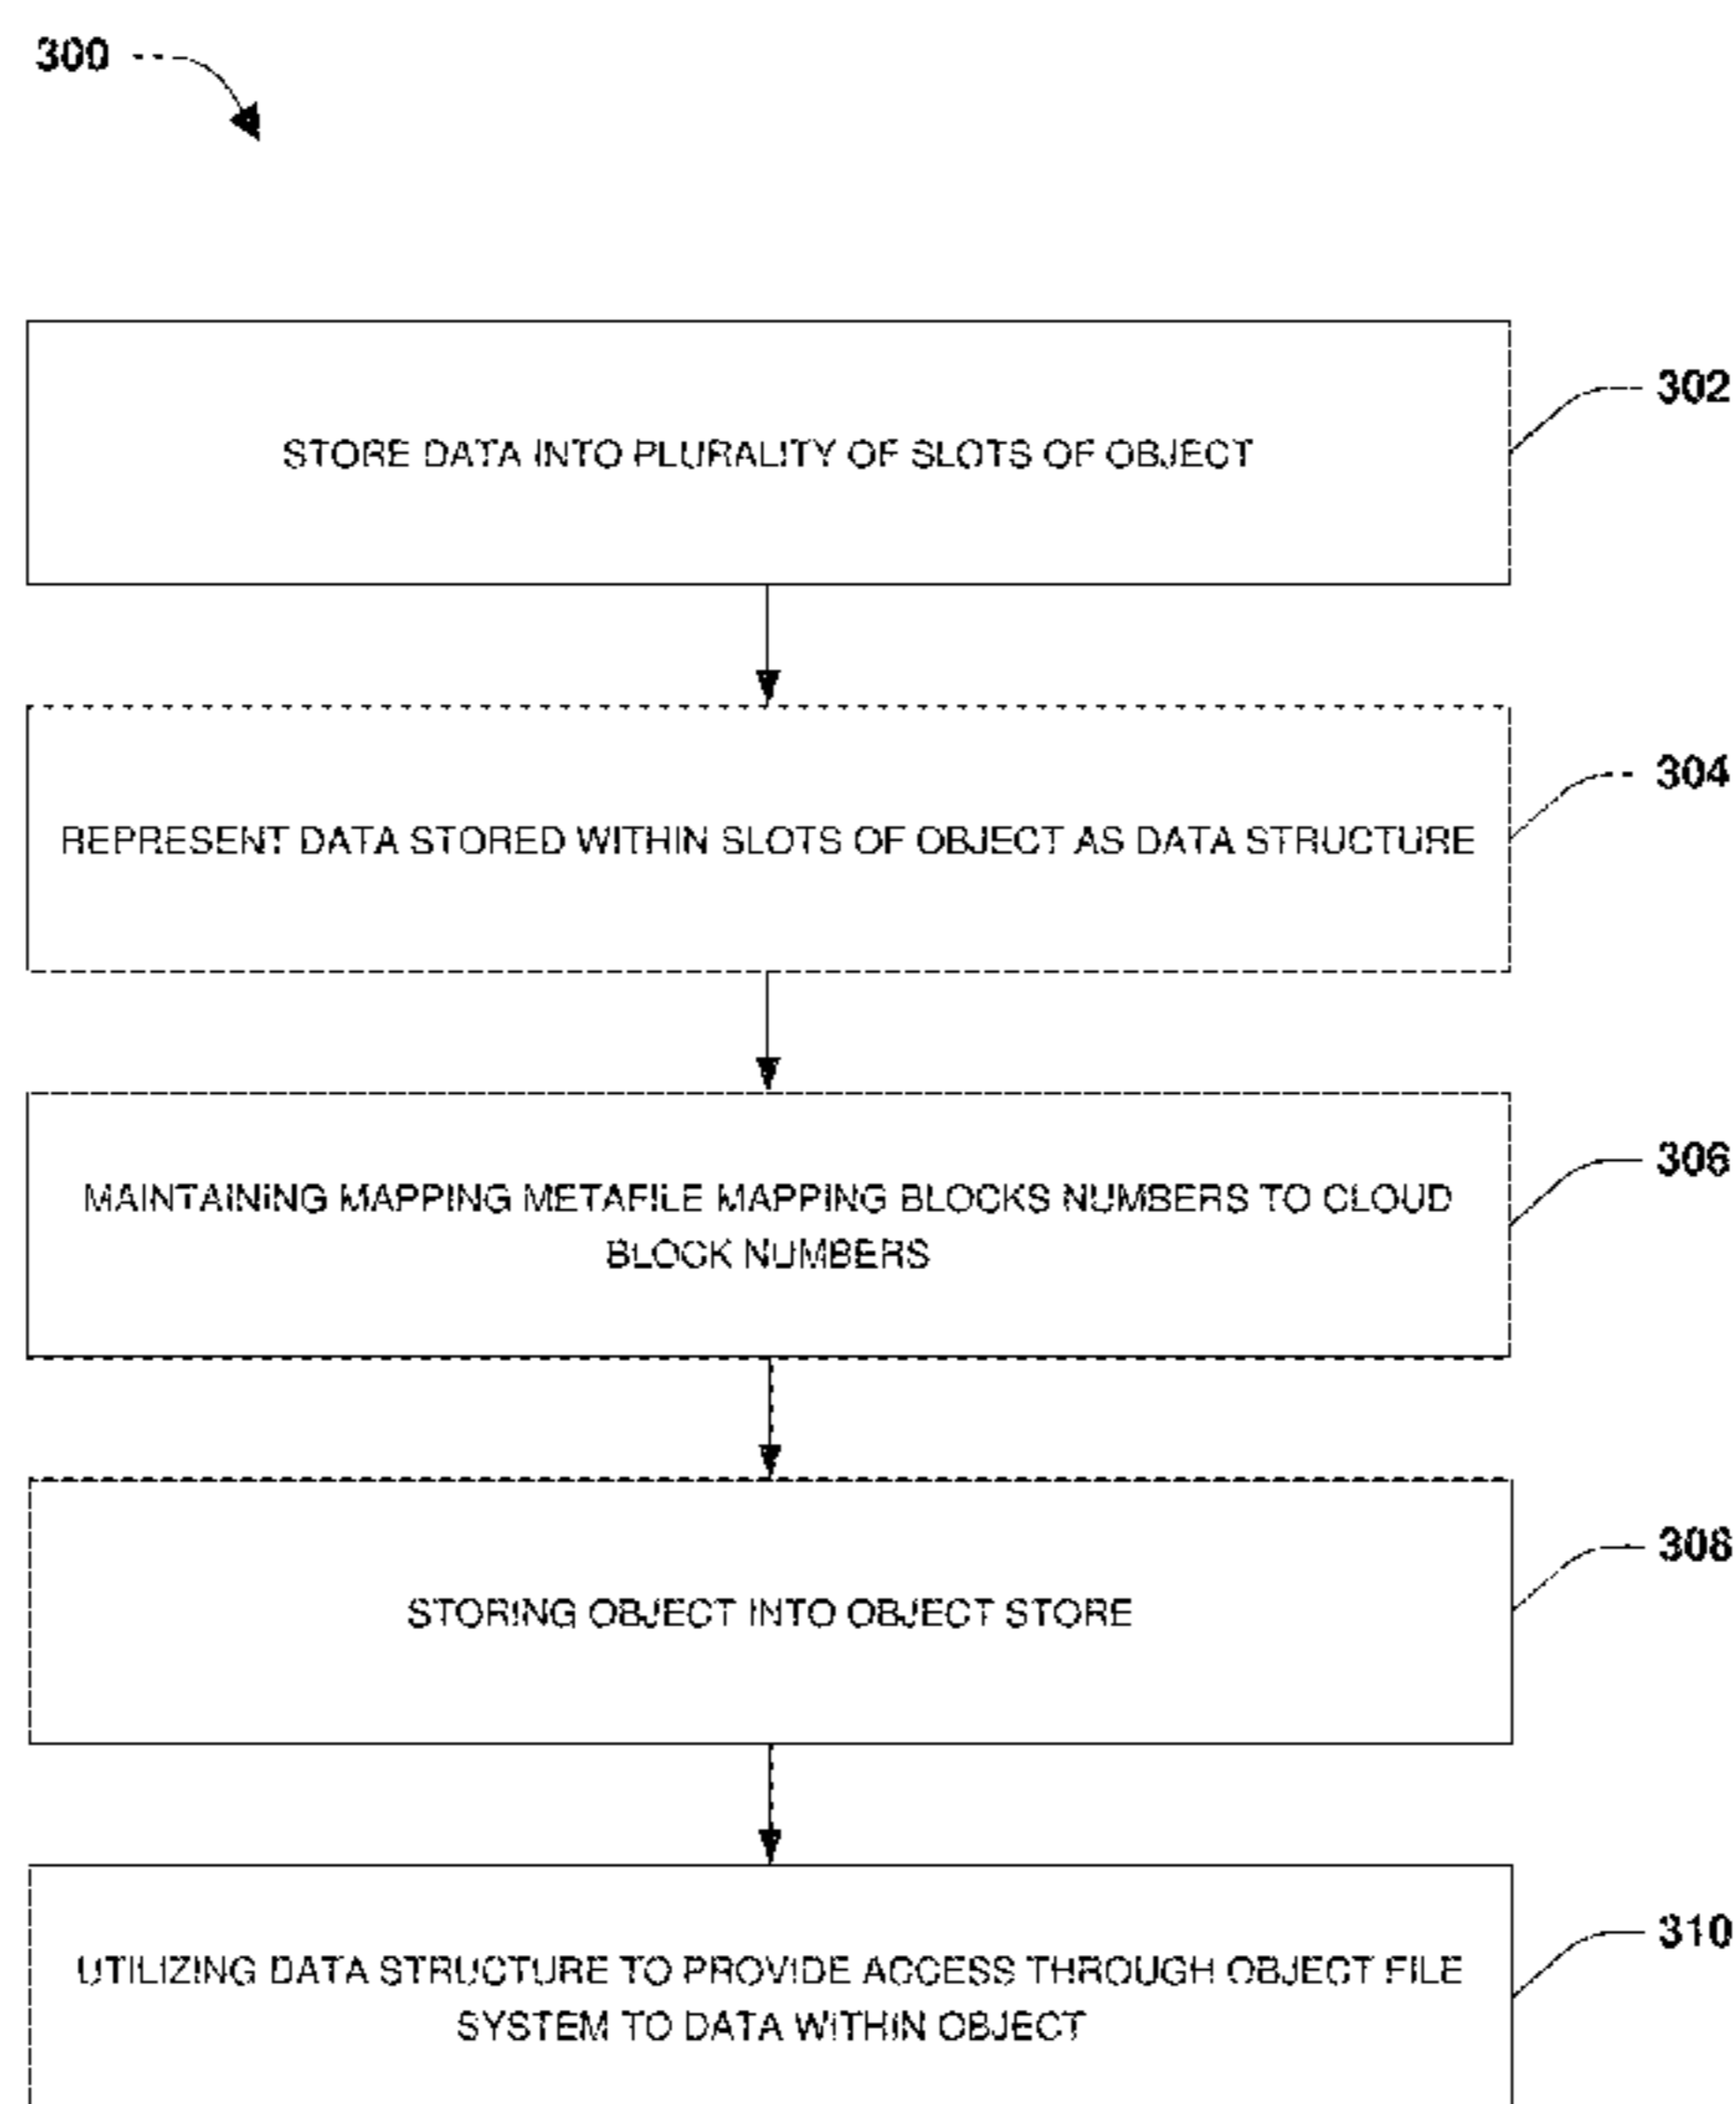 300
STORE DATA INTO PLURALITY OF SLOTS OF OBJECT
302
REPRESENT DATA STORED WITHIN SLOTS OF OBJECT AS DATA STRUCTURE
304
MAINTAINING MAPPING METAFILE MAPPING BLOCKS NUMBERS TO CLOUD
BLOCK NUMBERS
306
STORING OBJECT INTO OBJECT STORE
308
UTILIZING DATA STRUCTURE TO PROVIDE ACCESS THROUGH OBJECT FILE
SYSTEM TO DATA WITHIN OBJECT
310